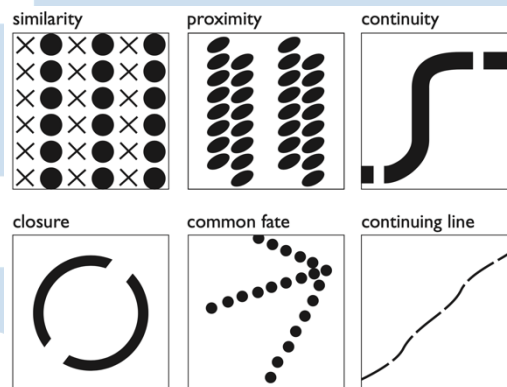 similarity
proximity
continuity
closure
common fate
continuing line